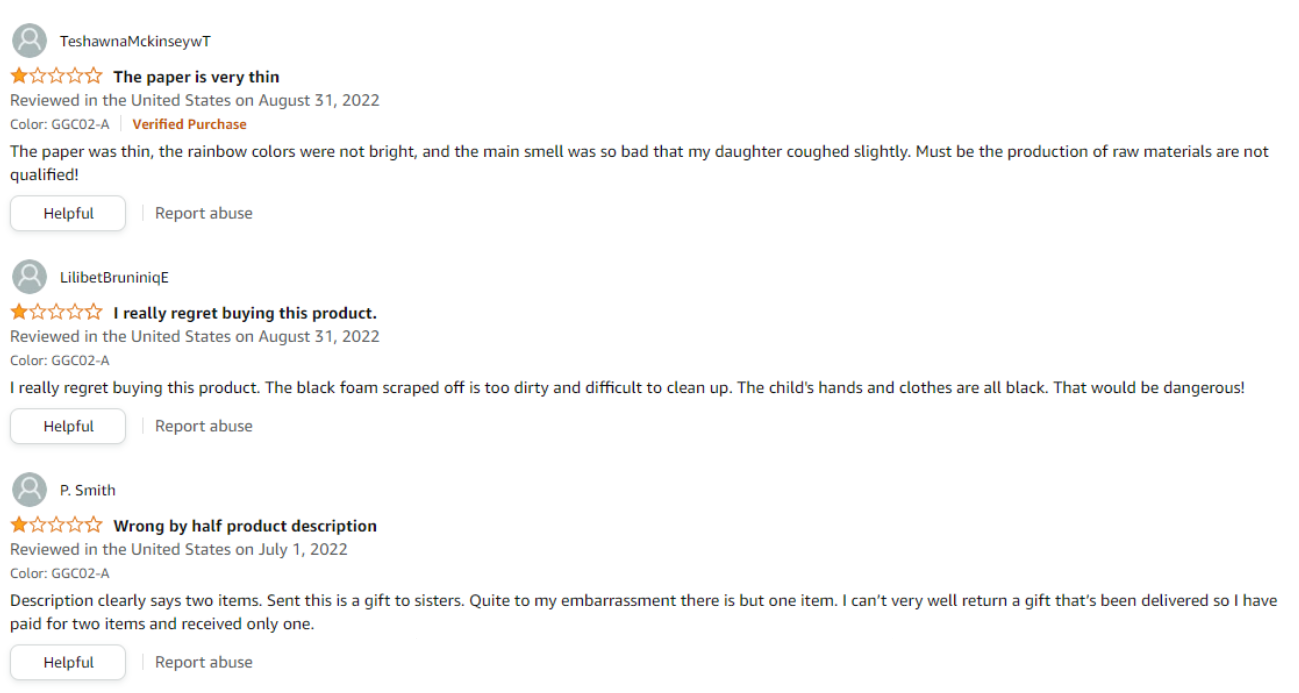 TeshawnaMckinseywT
The paper is very thin
Reviewed in the United States on August 31, 2022
Color: GGC02-A | Verified Purchase
The paper was thin, the rainbow colors were not bright, and the main smell was so bad that my daughter coughed slightly. Must be the production of raw materials are not
qualified!
Helpful | Report abuse
LilibetBruniniqE
I really regret buying this product.
Reviewed in the United States on August 31, 2022
Color: GGC02-A
I really regret buying this product. The black foam scraped off is too dirty and difficult to clean up. The child's hands and clothes are all black. That would be dangerous!
Helpful | Report abuse
P. Smith
Wrong by half product description
Reviewed in the United States on July 1, 2022
Color: GGC02-A
Description clearly says two items. Sent this is a gift to sisters. Quite to my embarrassment there is but one item. I can't very well return a gift that's been delivered so I have
paid for two items and received only one.
Helpful | Report abuse